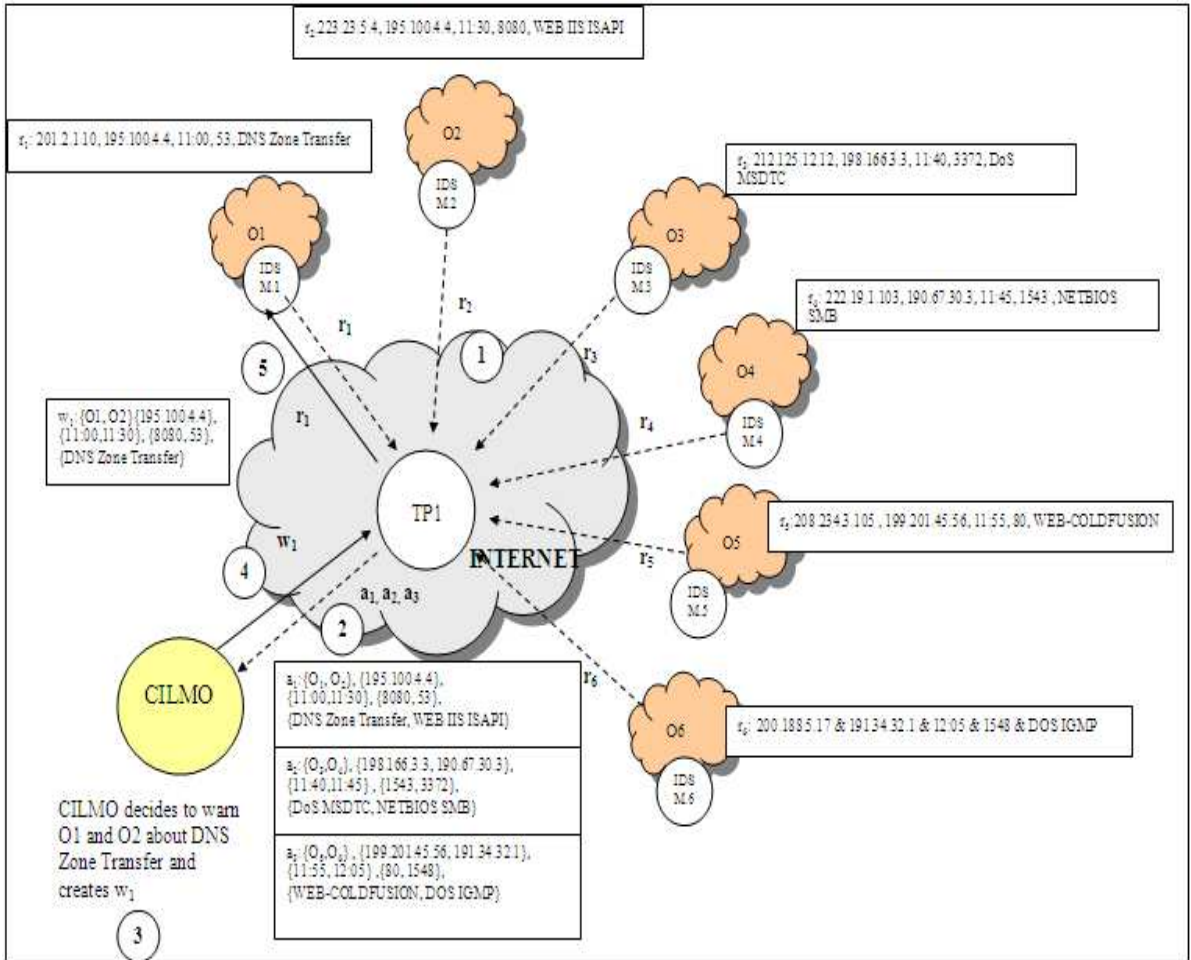 r2:223.23.5.4, 195.100.4.4, 11:30, 8080, WEB IIS ISAPI
r1: 201.2.1.10, 195.100.4.4, 11:00, 53, DNS Zone Transfer
O2
IDS
M.2
r3: 212.125.12.12, 198.166.3.3, 11:40, 3372, DoS
MSDTC
O1
IDS
M.1
O3
IDS
M.3
r4: 222.19.1.103, 190.67.30.3, 11:45, 1543 , NETBIOS
SMB
r1
r2
1
r3
5
O4
IDS
M.4
w1:{O1, O2}{195.100.4.4},
{11:00,11:30}, {8080, 53},
{DNS Zone Transfer}
r1
r4
TP1
r5:208.234.3.105 , 199.201.45.56, 11:55, 80, WEB-COLDFUSION
O5
IDS
M.5
w1
INTERNET
r5
4
a1, a2, a3
2
CILMO
a1:{O1, O2}, {195.100.4.4},
{11:00,11:30}, {8080, 53},
{DNS Zone Transfer, WEB IIS ISAPI}
r6
O6
IDS
M.6
r6: 200.188.5.17 & 191.34.32.1 & 12:05 & 1548 & DOS IGMP
a2:{O3,O4}, {198.166.3.3, 190.67.30.3},
{11:40,11:45} , {1543, 3372},
{DoS MSDTC, NETBIOS SMB}
CILMO decides to warn
O1 and O2 about DNS
Zone Transfer and
creates w1
a3:{O5,O6} , {199.201.45.56, 191.34.32.1},
{11:55, 12:05} ,{80, 1548},
{WEB-COLDFUSION, DOS IGMP}
3